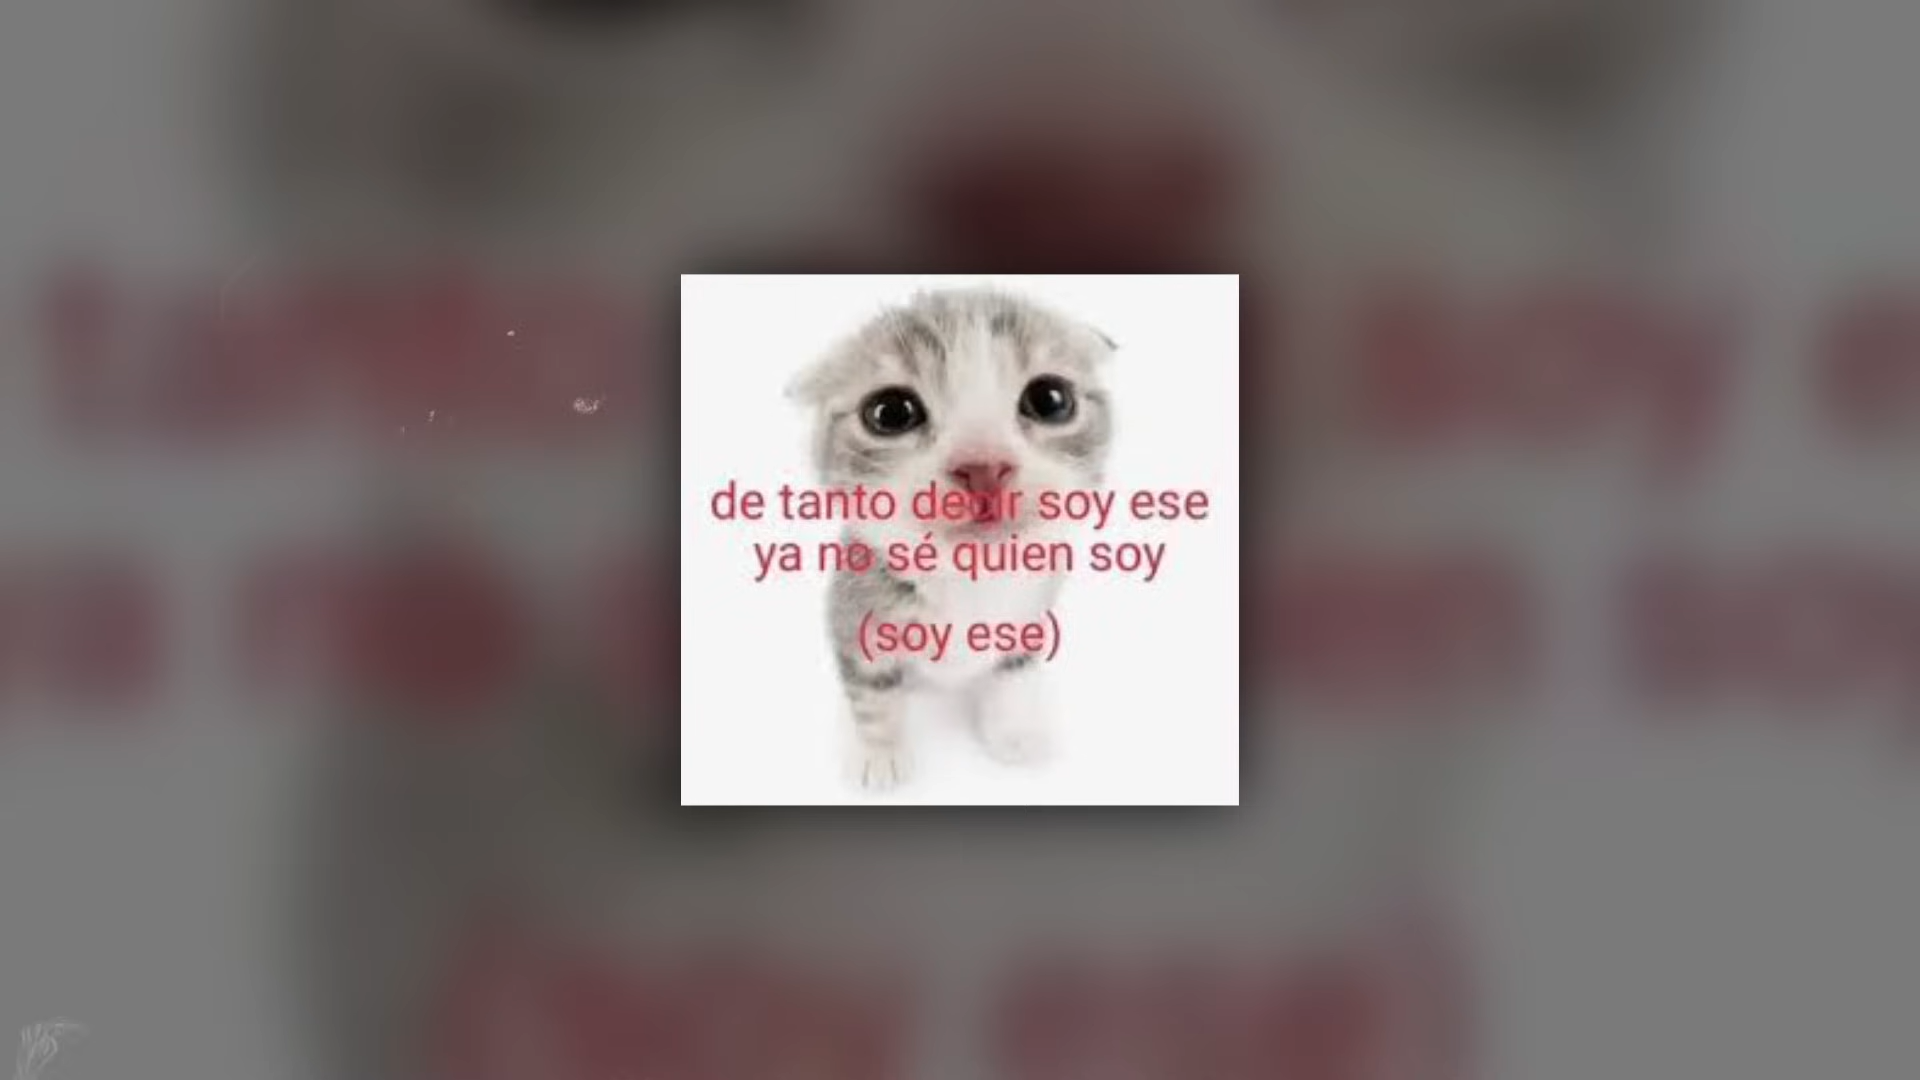 de tanto decir soy ese
ya no sé quien soy
(soy ese)